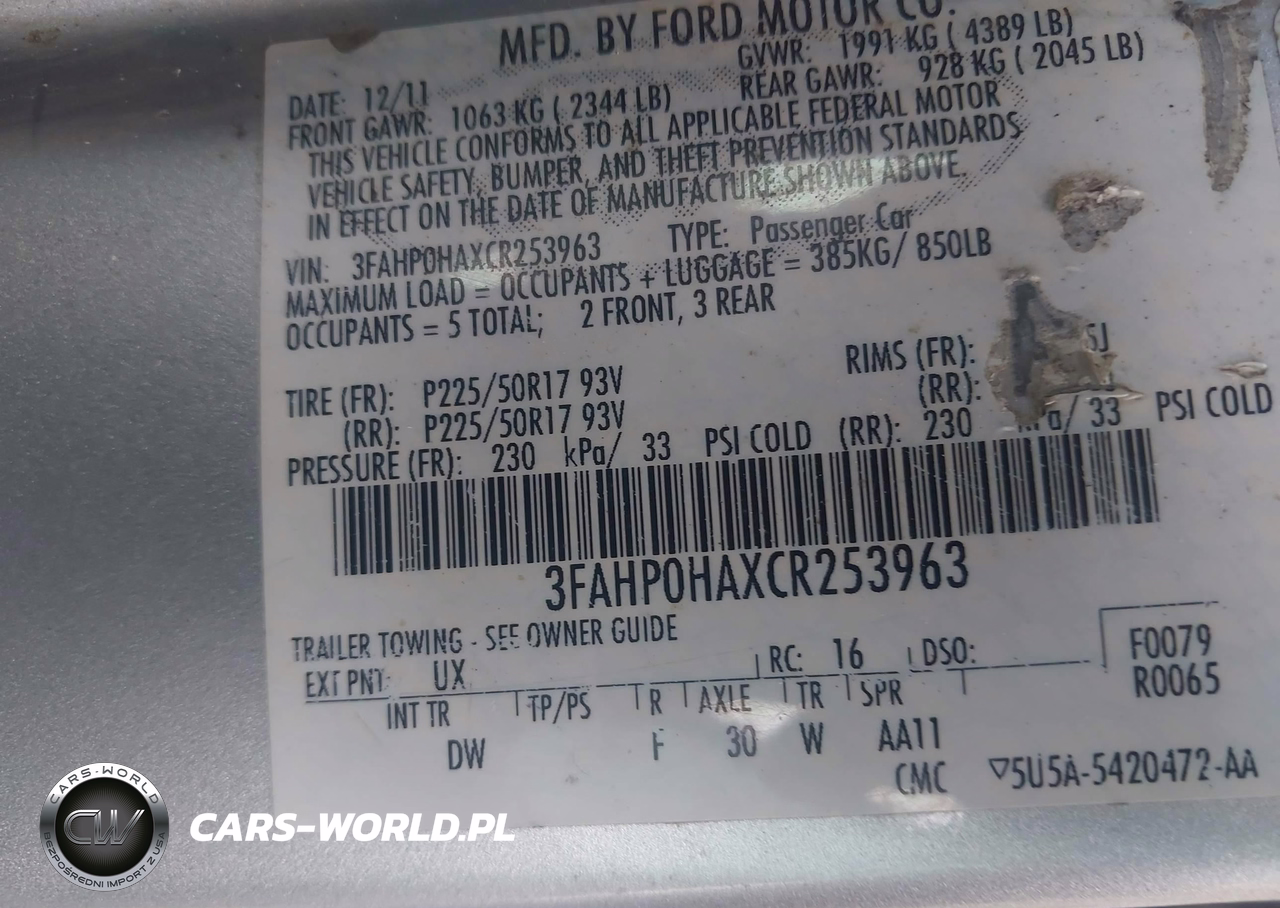 MFD. BY FORD MOTOR CO.
DATE: 12/11 GVWR: 1991 KG ( 4389 LB)
FRONT GAWR: 1063 KG ( 2344 LB) REAR GAWR: 928 KG ( 2045 LB)
THIS VEHICLE CONFORMS TO ALL APPLICABLE FEDERAL MOTOR
VEHICLE SAFETY, BUMPER, AND THEFT PREVENTION STANDARDS
IN EFFECT ON THE DATE OF MANUFACTURE SHOWN ABOVE.
VIN: 3FAHP0HAXCR253963 TYPE: Passenger Car
MAXIMUM LOAD = OCCUPANTS + LUGGAGE = 385KG/ 850LB
OCCUPANTS = 5 TOTAL; 2 FRONT, 3 REAR
TIRE (FR): P225/50R17 93V RIMS (FR):
(RR): P225/50R17 93V (RR):
PRESSURE (FR): 230 kPa/ 33 PSI COLD (RR): 230 kPa/ 33 PSI COLD
3FAHP0HAXCR253963
TRAILER TOWING - SEE OWNER GUIDE
EXT PNT: UX RC: 16 DSO: F0079
R0065
INT TR TP/PS R AXLE TR SPR
DW F 30 W AA11
CMC ▽5U5A-5420472-AA
CARS-WORLD
CW
BEZPOŚREDNI IMPORT Z USA
CARS-WORLD.PL